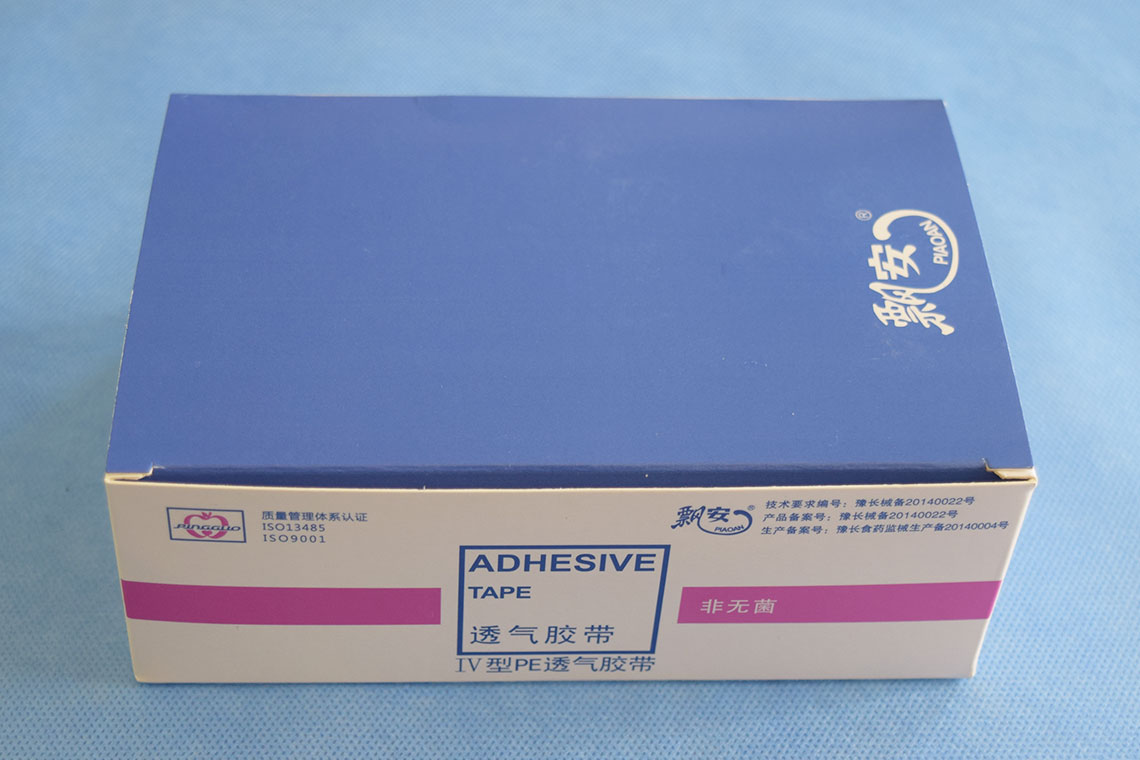 飘安
PIAOAN
®
PINGGUO
质量管理体系认证
ISO13485
ISO9001
飘安®
PIAOAN
技术要求编号：豫长械备20140022号
产品备案号：豫长械备20140022号
生产备案号：豫长食药监械生产备20140004号
ADHESIVE
TAPE
透气胶带
IV型PE透气胶带
非无菌